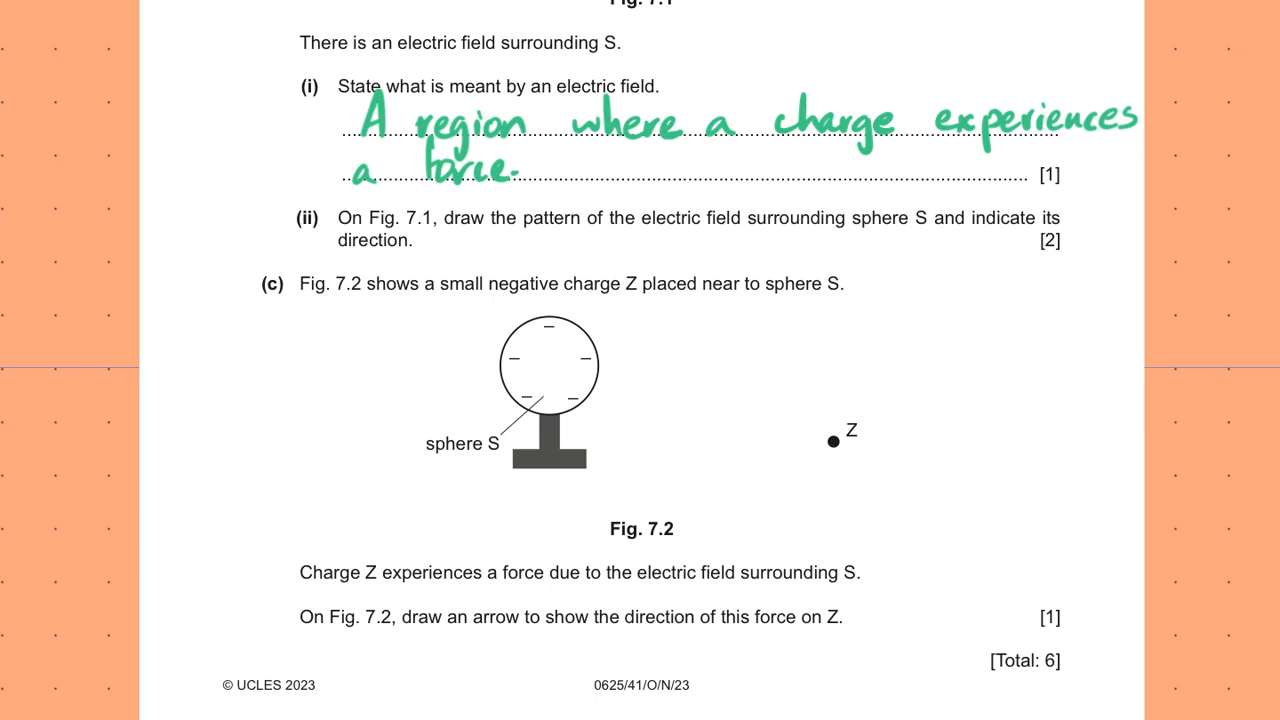 Fig. 7.1
There is an electric field surrounding S.
(i) State what is meant by an electric field.
A region where a charge experiences
a force. [1]
(ii) On Fig. 7.1, draw the pattern of the electric field surrounding sphere S and indicate its
direction. [2]
(c) Fig. 7.2 shows a small negative charge Z placed near to sphere S.
sphere S
Z
Fig. 7.2
Charge Z experiences a force due to the electric field surrounding S.
On Fig. 7.2, draw an arrow to show the direction of this force on Z. [1]
[Total: 6]
© UCLES 2023 0625/41/O/N/23